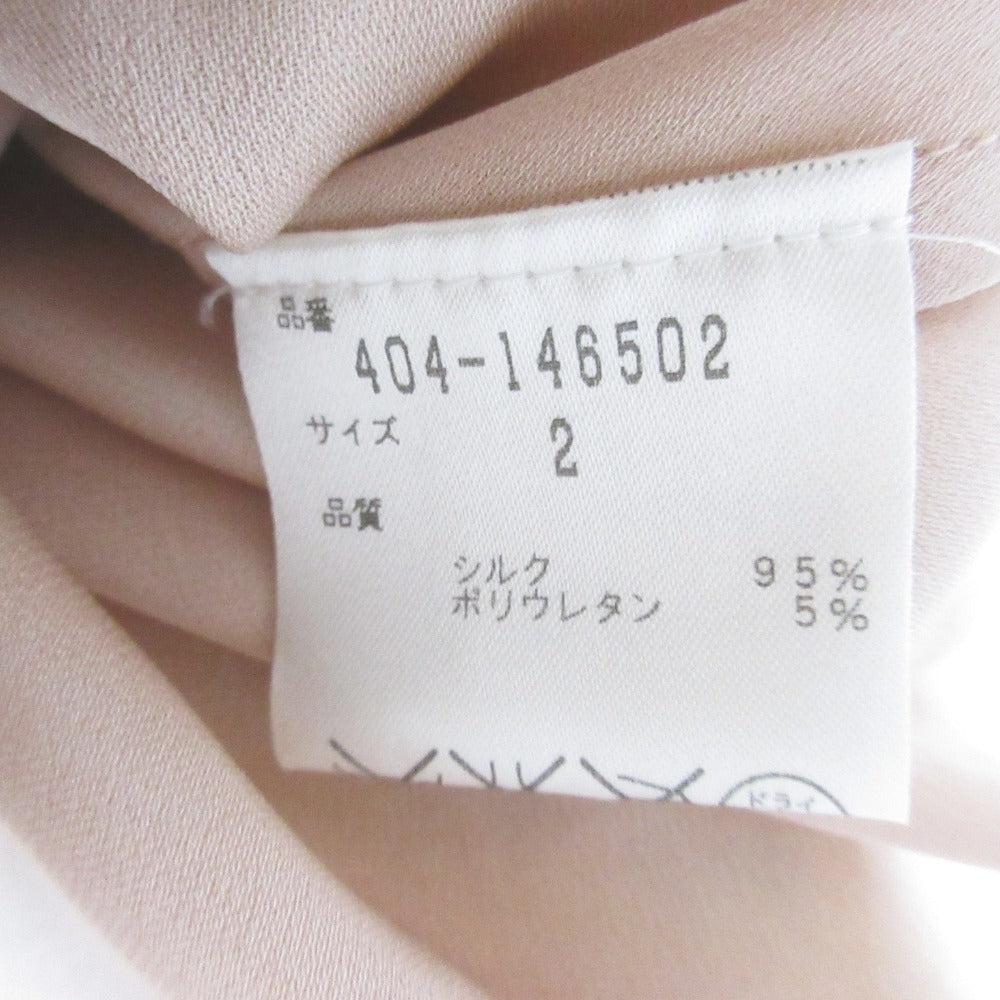 品番
404-146502
サイズ 2
品質
シルク 95%
ポリウレタン 5%
ドライ